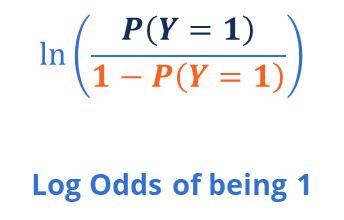 ln ( P(Y = 1) / 1 − P(Y = 1) )
Log Odds of being 1